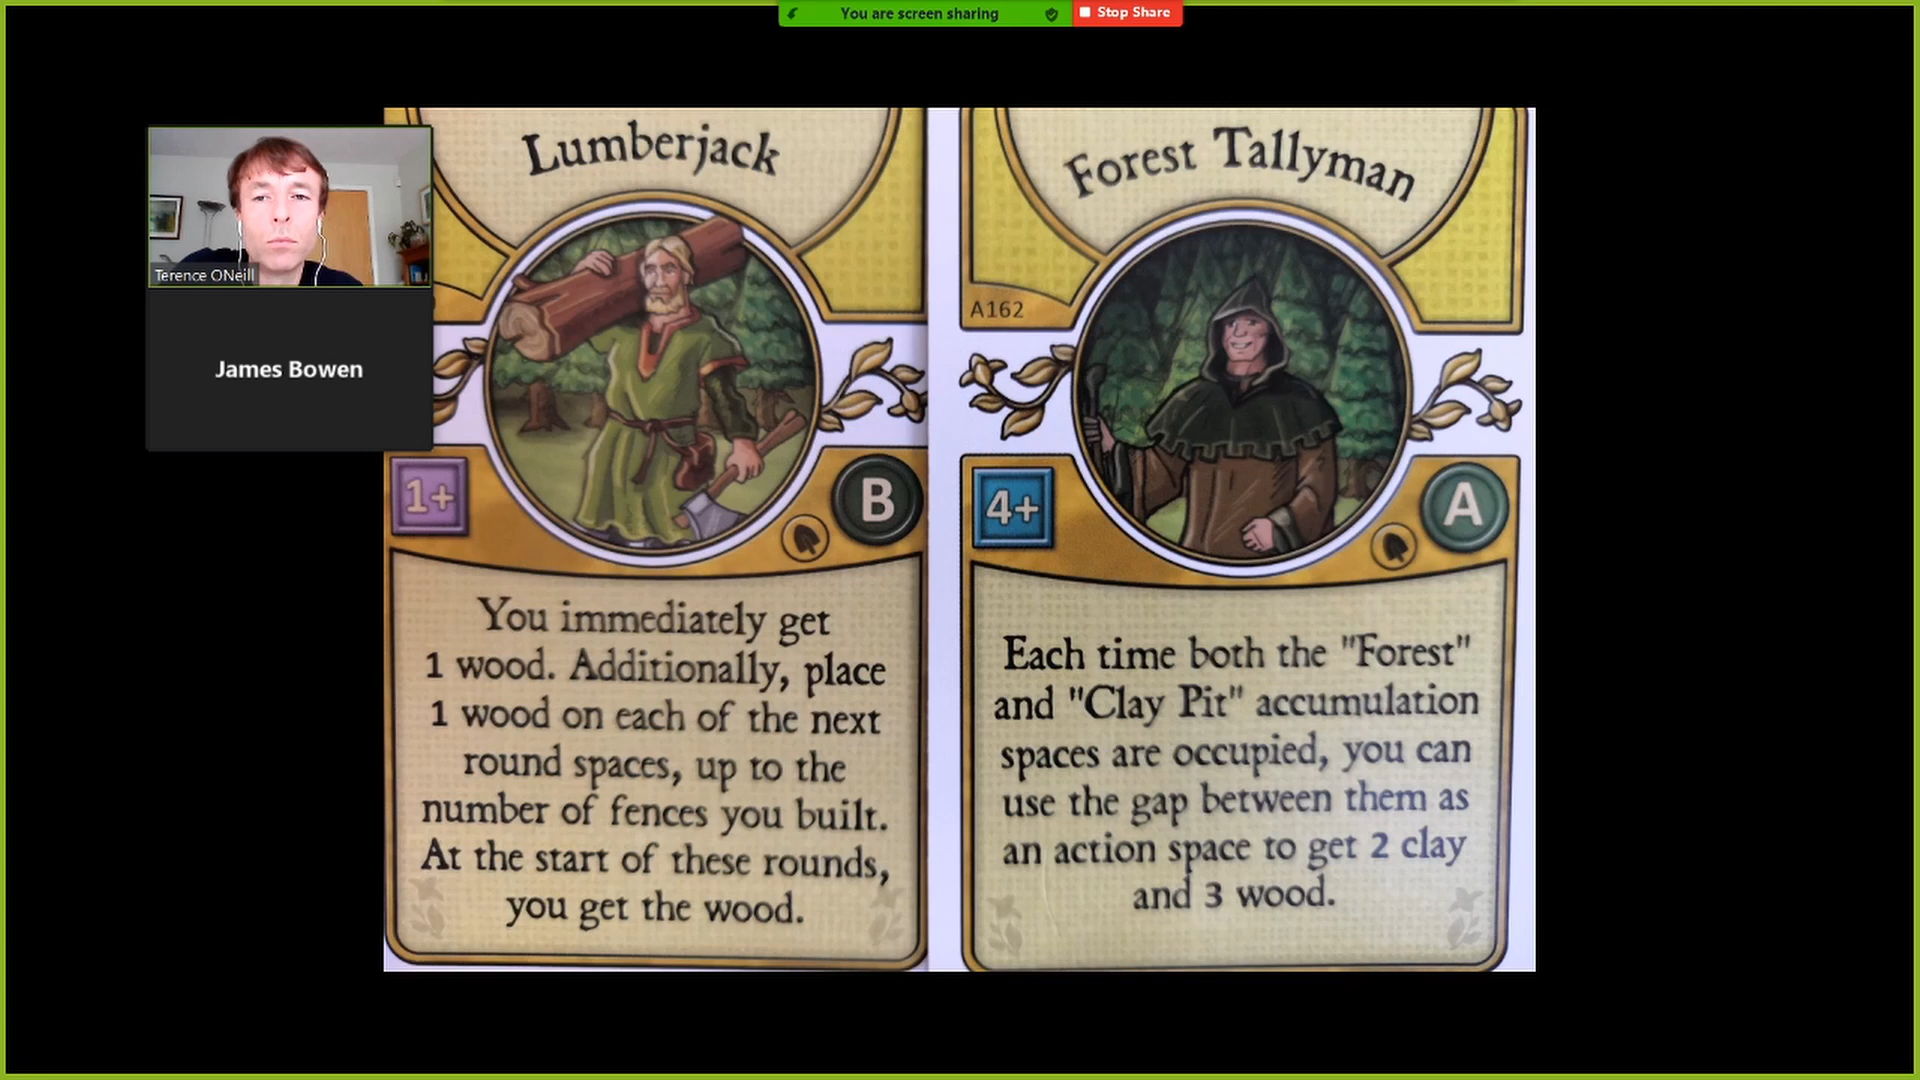 You are screen sharing
Stop Share
Terence ONeill
James Bowen
Lumberjack
1+
B
You immediately get
1 wood. Additionally, place
1 wood on each of the next
round spaces, up to the
number of fences you built.
At the start of these rounds,
you get the wood.
Forest Tallyman
A162
4+
A
Each time both the "Forest"
and "Clay Pit" accumulation
spaces are occupied, you can
use the gap between them as
an action space to get 2 clay
and 3 wood.